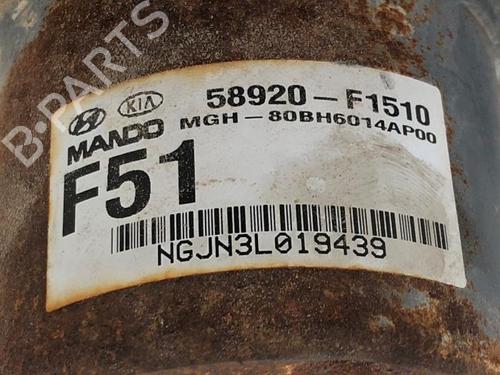 B-PARTS
KIA 58920-F1510
MANDO MGH-80BH6014AP00
F51
NGJN3L019439